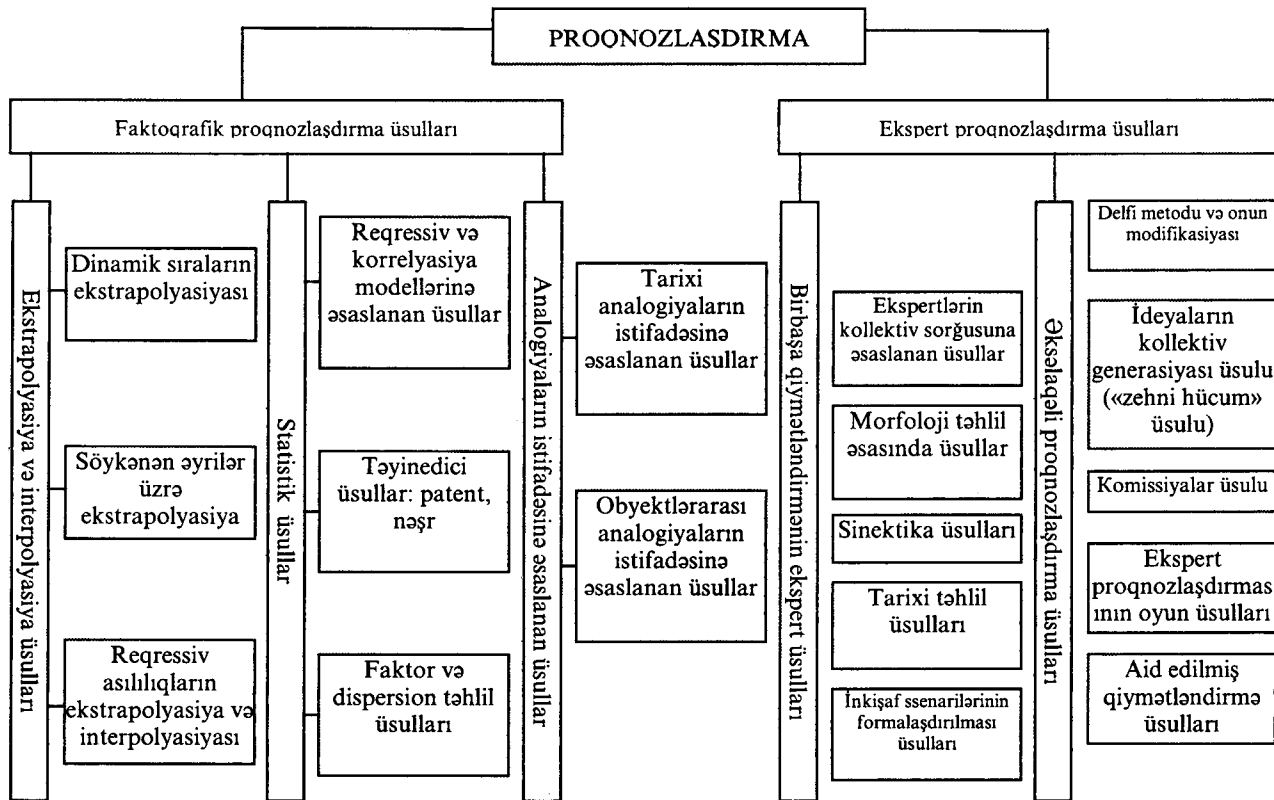 PROQNOZLASDIRMA
Faktoqrafik proqnozlaşdırma üsulları
Ekspert proqnozlaşdırma üsulları
Ekstrapolyasiya və interpolyasiya üsulları
Dinamik sıraların
ekstrapolyasiyası
Söykənən əyrilər
üzrə
ekstrapolyasiya
Reqressiv
asılılıqların
ekstrapolyasiya və
interpolyasiyası
Statistik üsullar
Reqressiv və
korrelyasiya
modellərinə
əsaslanan üsullar
Təyinedici
üsullar: patent,
nəşr
Faktor və
dispersion təhlil
üsulları
Analogiyaların istifadəsinə əsaslanan üsullar
Tarixi
analogiyaların
istifadəsinə
əsaslanan üsullar
Obyektlərarası
analogiyaların
istifadəsinə
əsaslanan üsullar
Birbaşa qiymətləndirmənin ekspert üsulları
Ekspertlərin
kollektiv sorğusuna
əsaslanan üsullar
Morfoloji təhlil
əsasında üsullar
Sinektika üsulları
Tarixi təhlil
üsulları
İnkişaf ssenarilərinin
formalaşdırılması
üsulları
Əksəlaqəli proqnozlaşdırma üsulları
Delfi metodu və onun
modifikasiyası
İdeyaların
kollektiv
generasiyası üsulu
(«zehni hücum»
üsulu)
Komissiyalar üsulu
Ekspert
proqnozlaşdırmas
ının oyun üsulları
Aid edilmiş
qiymətləndirmə
üsulları